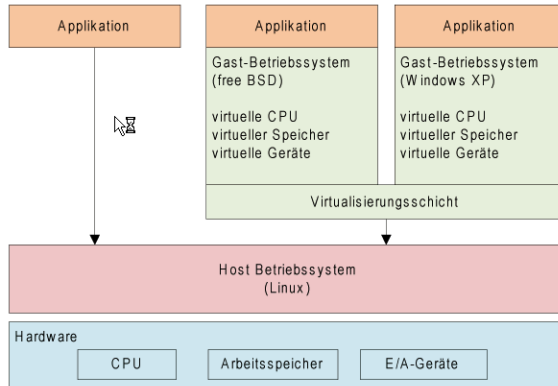 Applikation
Applikation
Applikation
Gast-Betriebssystem
(free BSD)
virtuelle CPU
virtueller Speicher
virtuelle Geräte
Gast-Betriebssystem
(Windows XP)
virtuelle CPU
virtueller Speicher
virtuelle Geräte
Virtualisierungsschicht
Host Betriebssystem
(Linux)
Hardware
CPU
Arbeitsspeicher
E/A-Geräte